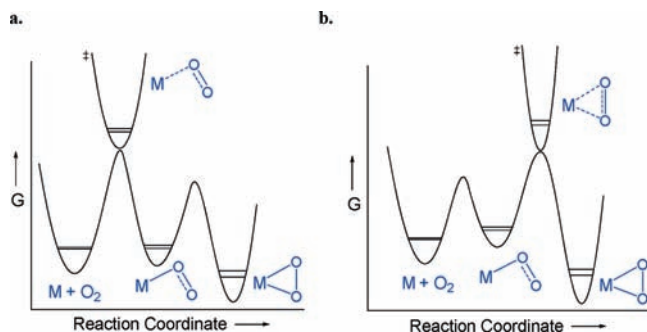 a.
‡
M O
O
G
M + O₂
M O
O
M O
O
Reaction Coordinate
b.
‡
M O
O
G
M + O₂
M O
O
M O
O
Reaction Coordinate